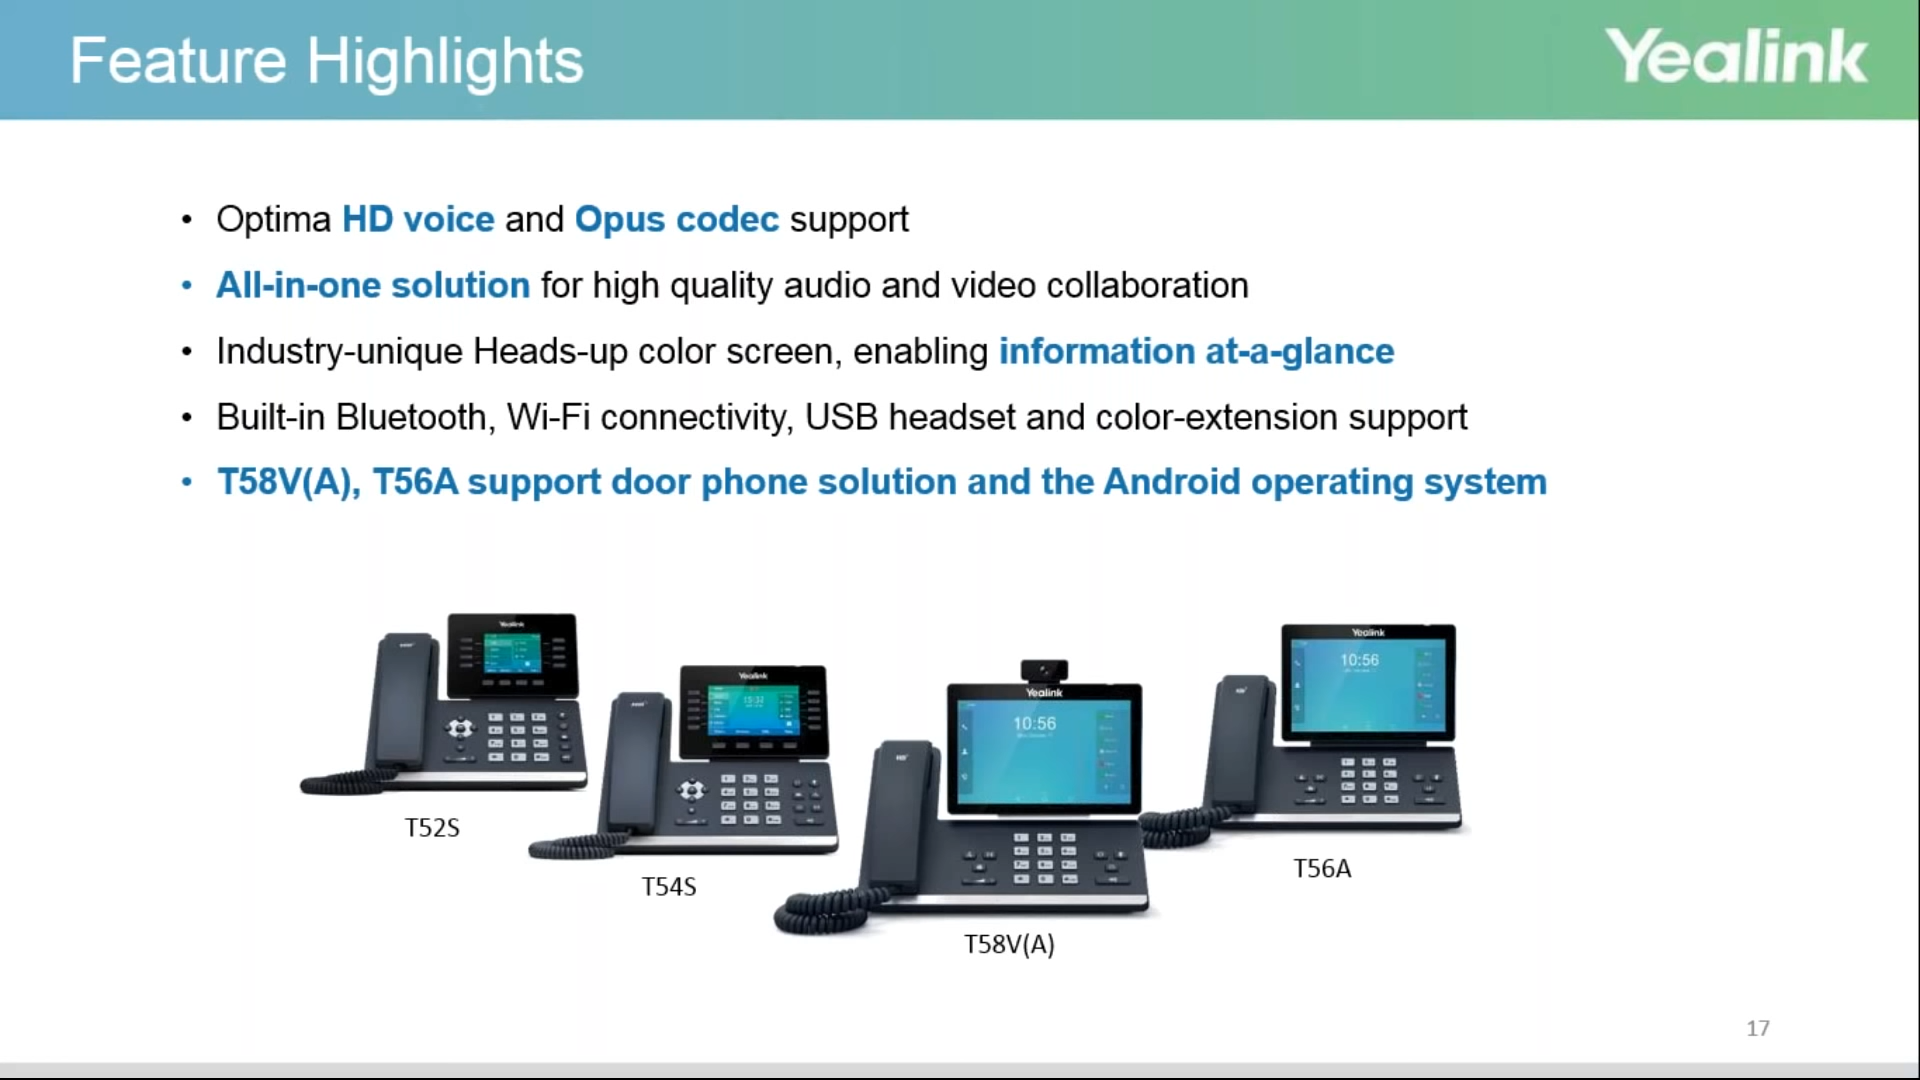 Feature Highlights
Yealink
• Optima HD voice and Opus codec support
• All-in-one solution for high quality audio and video collaboration
• Industry-unique Heads-up color screen, enabling information at-a-glance
• Built-in Bluetooth, Wi-Fi connectivity, USB headset and color-extension support
• T58V(A), T56A support door phone solution and the Android operating system
Yealink
Yealink
Yealink
10:56
Yealink
10:56
T52S
T54S
T58V(A)
T56A
17